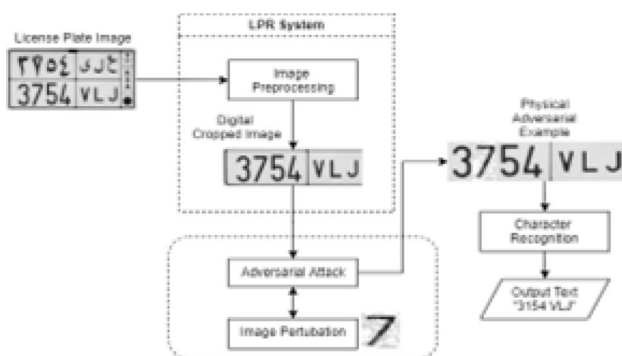 LPR System
License Plate Image
٣٧٥٤ ح ل ى
3754 VLJ
Image
Preprocessing
Digital
Cropped Image
3754 VLJ
Adversarial Attack
Image Pertubation
7
Physical
Adversarial
Example
3754 VLJ
Character
Recognition
Output Text
"3154 VLJ"